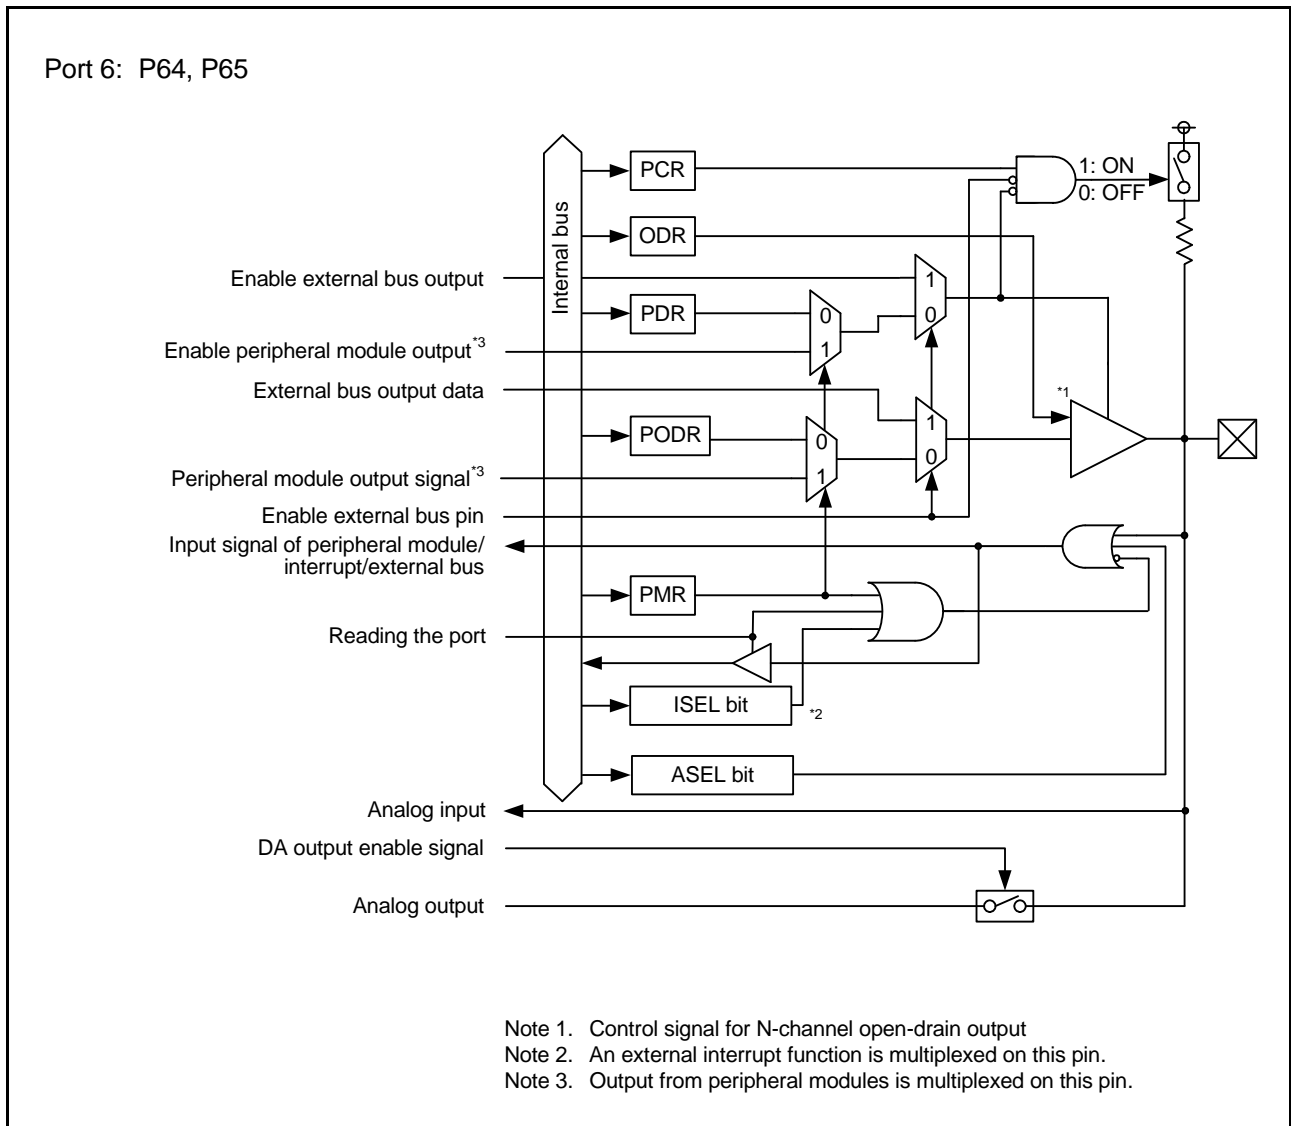 Port 6: P64, P65
PCR
1: ON
0: OFF
ODR
Internal bus
Enable external bus output
1
PDR
0
0
Enable peripheral module output*3
1
External bus output data
*1
1
PODR
0
0
Peripheral module output signal*3
1
Enable external bus pin
Input signal of peripheral module/
interrupt/external bus
PMR
Reading the port
ISEL bit
*2
ASEL bit
Analog input
DA output enable signal
Analog output
Note 1. Control signal for N-channel open-drain output
Note 2. An external interrupt function is multiplexed on this pin.
Note 3. Output from peripheral modules is multiplexed on this pin.